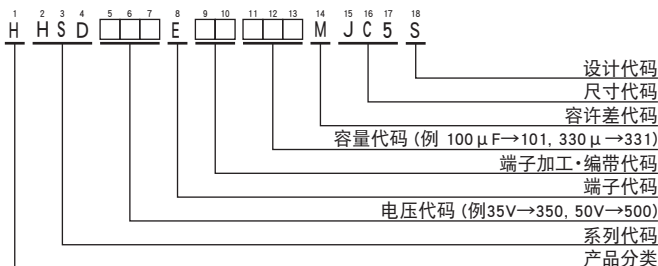 1 2 3 4 5 6 7 8 9 10 11 12 13 14 15 16 17 18
H H S D E M J C 5 S
设计代码
尺寸代码
容许差代码
容量代码 (例 100μF→101, 330μ→331)
端子加工·编带代码
端子代码
电压代码 (例35V→350, 50V→500)
系列代码
产品分类